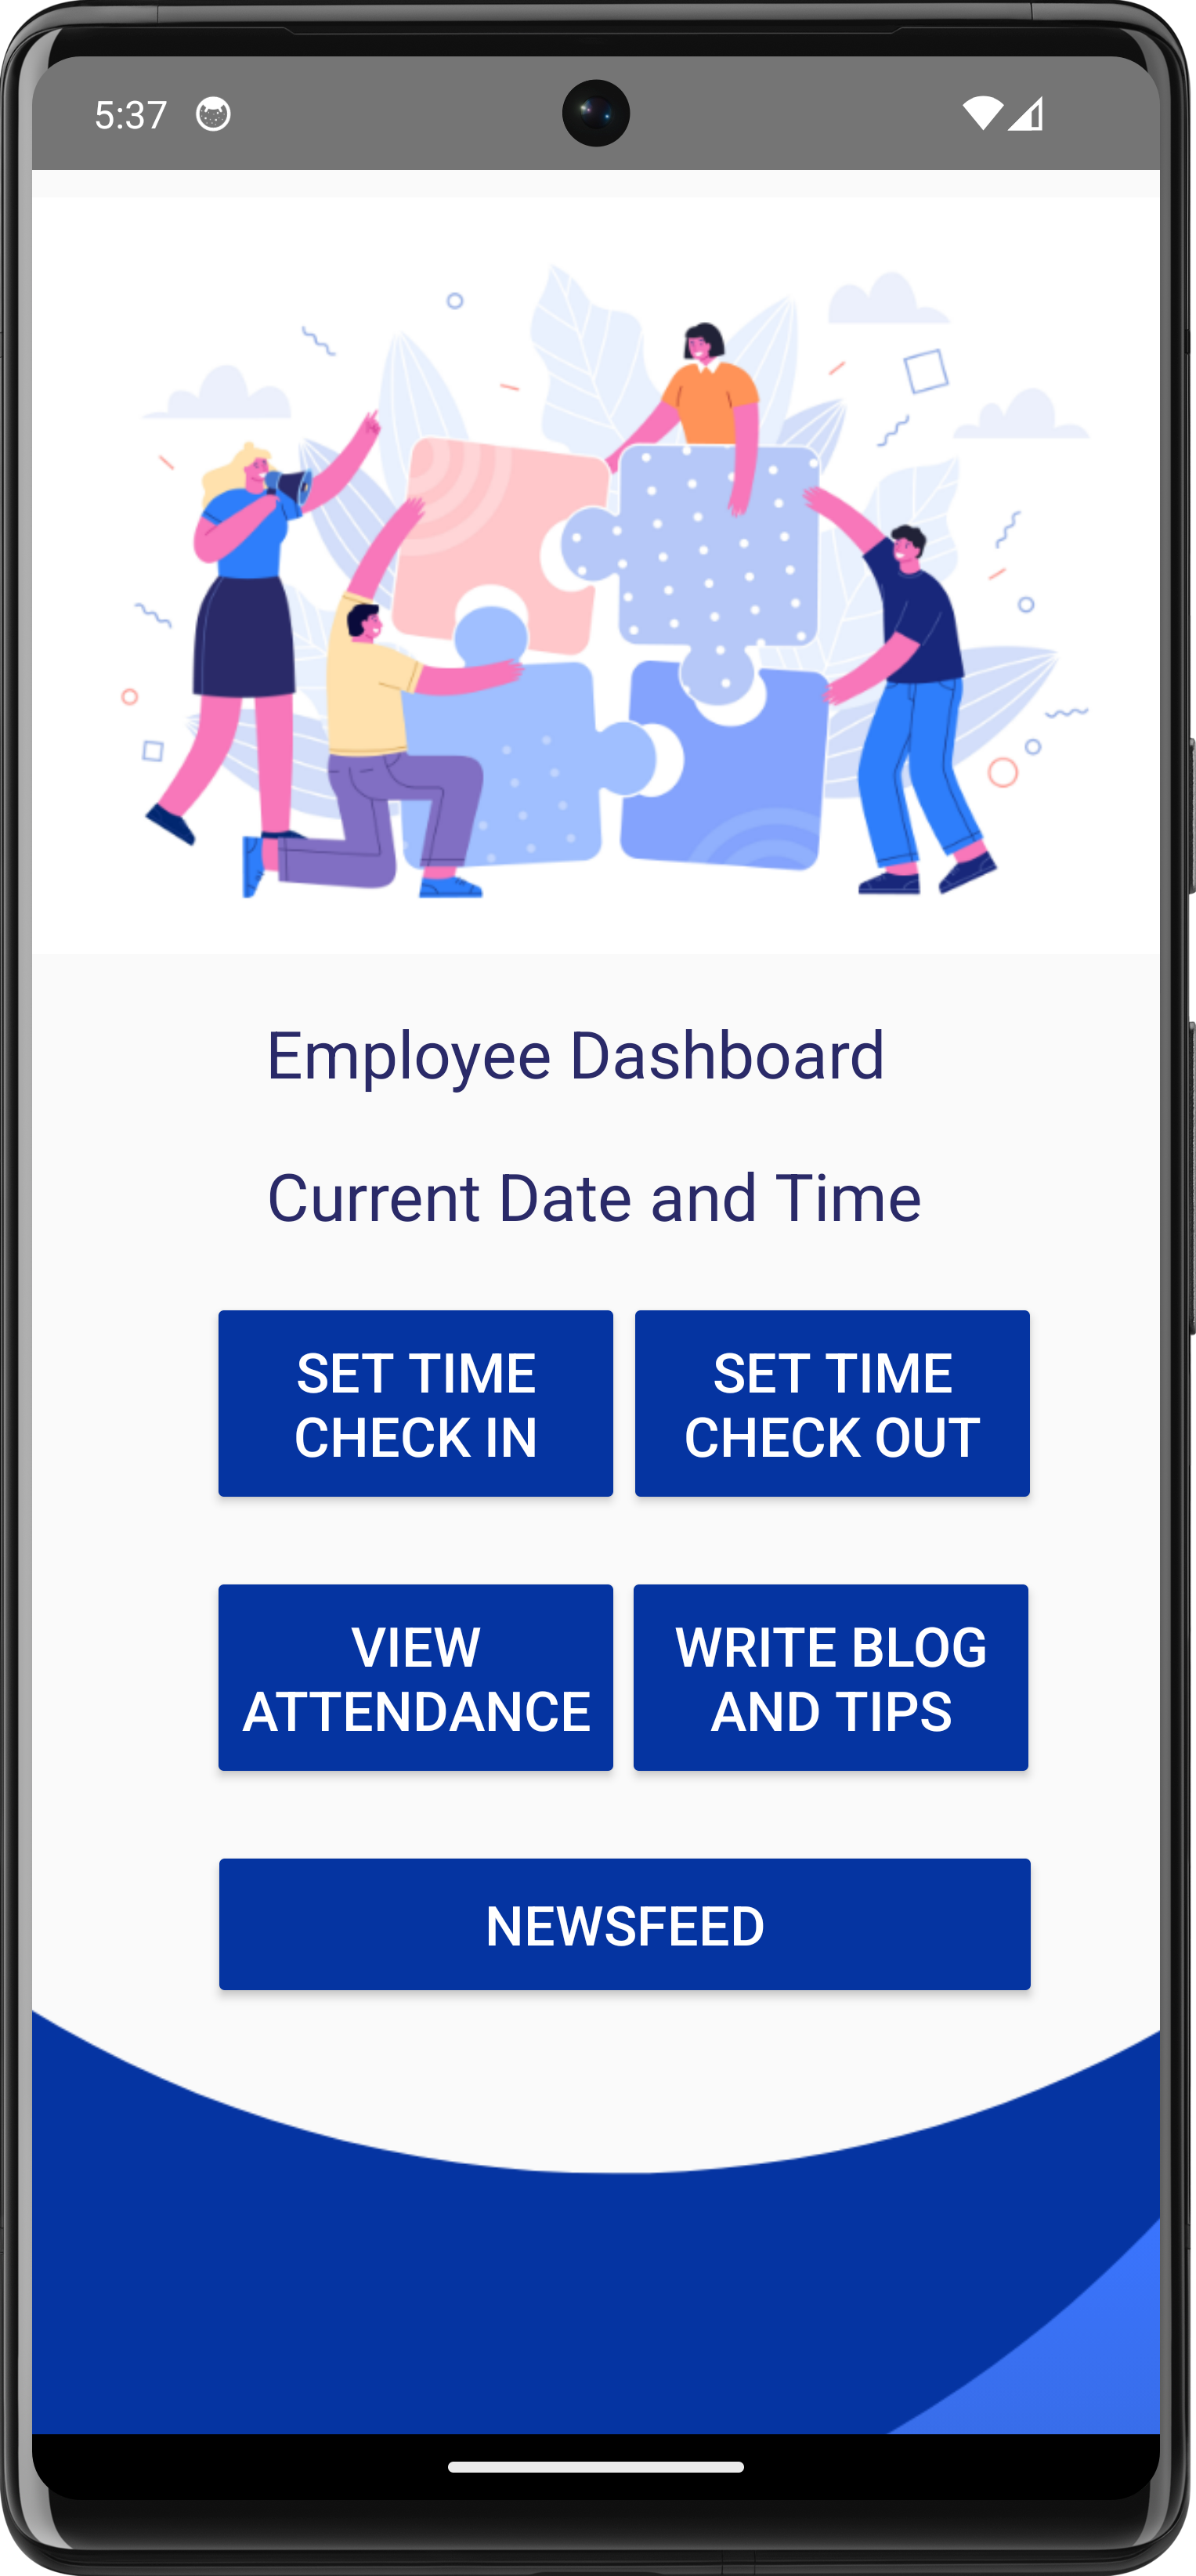 5:37
Employee Dashboard
Current Date and Time
SET TIME
CHECK IN
SET TIME
CHECK OUT
VIEW
ATTENDANCE
WRITE BLOG
AND TIPS
NEWSFEED